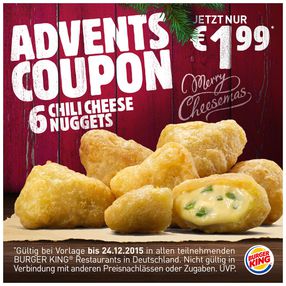 ADVENTS
COUPON
6 CHILI CHEESE
NUGGETS
JETZT NUR
€1.99*
Merry
Cheesemas.
*Gültig bei Vorlage bis 24.12.2015 in allen teilnehmenden
BURGER KING® Restaurants in Deutschland. Nicht gültig in
Verbindung mit anderen Preisnachlässen oder Zugaben. UVP.
BURGER
KING